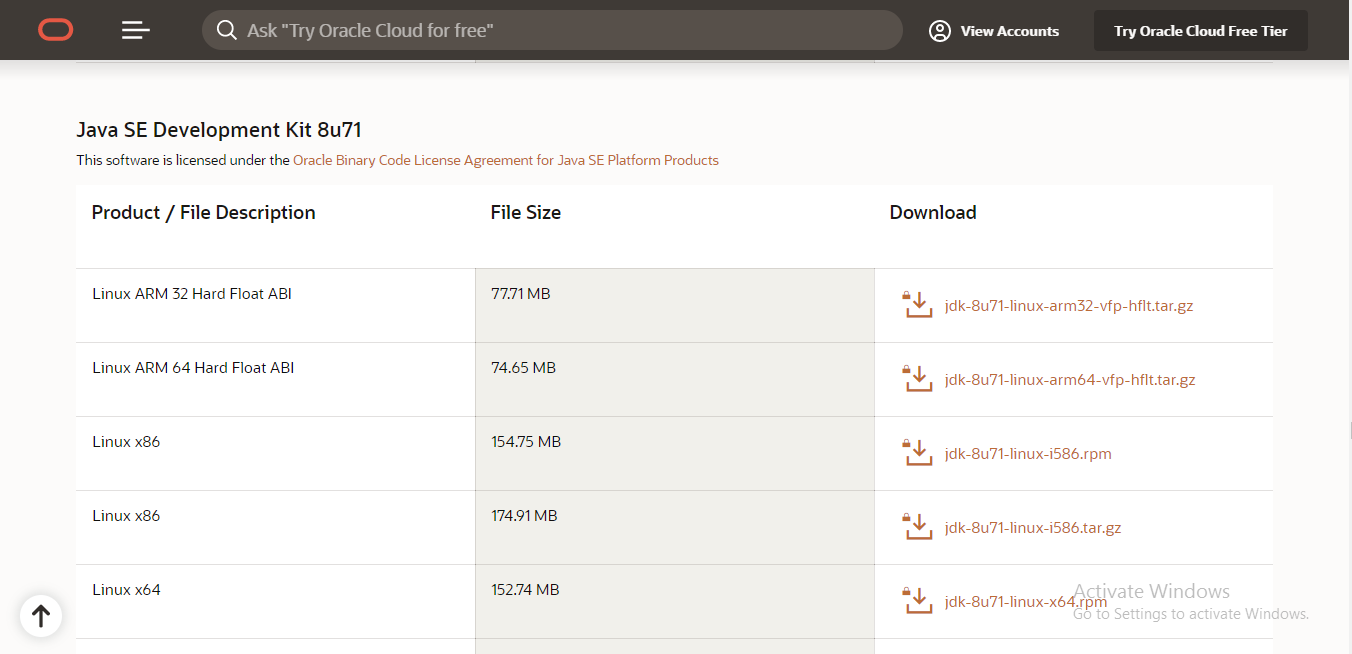 Ask "Try Oracle Cloud for free"
View Accounts
Try Oracle Cloud Free Tier
Java SE Development Kit 8u71
This software is licensed under the Oracle Binary Code License Agreement for Java SE Platform Products
Product / File Description File Size Download
Linux ARM 32 Hard Float ABI 77.71 MB jdk-8u71-linux-arm32-vfp-hflt.tar.gz
Linux ARM 64 Hard Float ABI 74.65 MB jdk-8u71-linux-arm64-vfp-hflt.tar.gz
Linux x86 154.75 MB jdk-8u71-linux-i586.rpm
Linux x86 174.91 MB jdk-8u71-linux-i586.tar.gz
Linux x64 152.74 MB jdk-8u71-linux-x64.rpm
Activate Windows
Go to Settings to activate Windows.